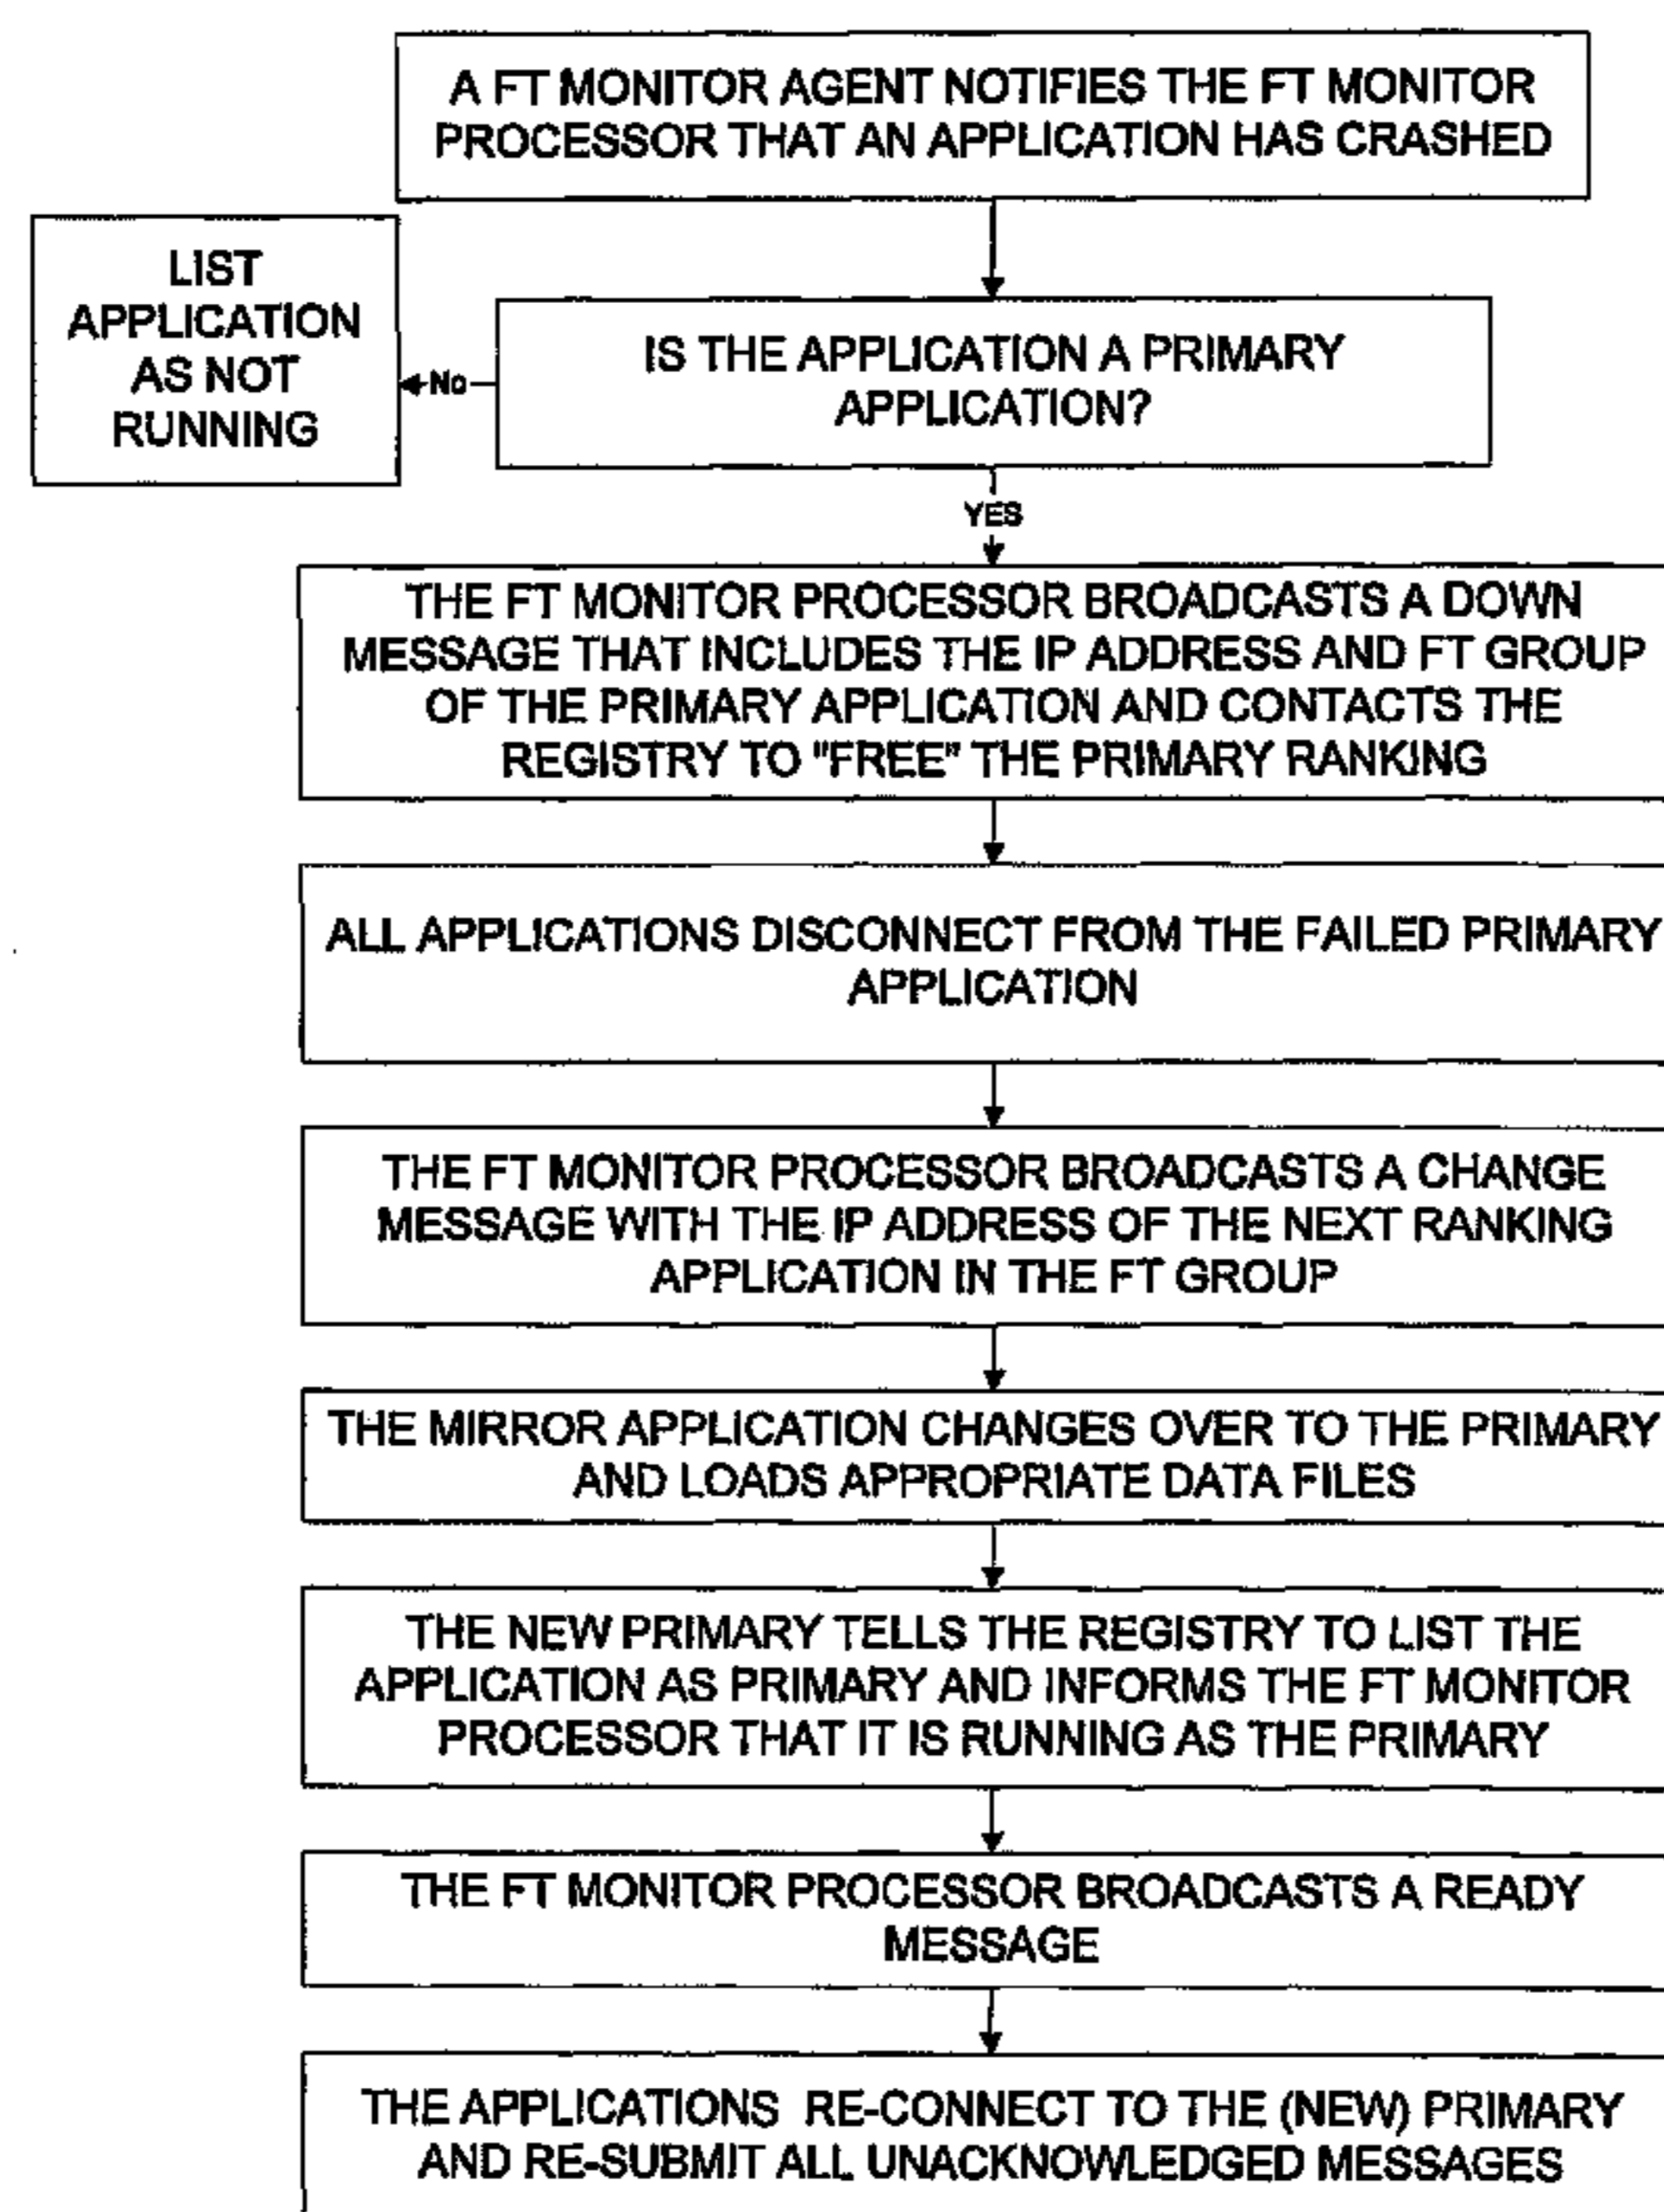 A FT MONITOR AGENT NOTIFIES THE FT MONITOR
PROCESSOR THAT AN APPLICATION HAS CRASHED
LIST
APPLICATION
AS NOT
RUNNING
No
IS THE APPLICATION A PRIMARY
APPLICATION?
YES
THE FT MONITOR PROCESSOR BROADCASTS A DOWN
MESSAGE THAT INCLUDES THE IP ADDRESS AND FT GROUP
OF THE PRIMARY APPLICATION AND CONTACTS THE
REGISTRY TO "FREE" THE PRIMARY RANKING
ALL APPLICATIONS DISCONNECT FROM THE FAILED PRIMARY
APPLICATION
THE FT MONITOR PROCESSOR BROADCASTS A CHANGE
MESSAGE WITH THE IP ADDRESS OF THE NEXT RANKING
APPLICATION IN THE FT GROUP
THE MIRROR APPLICATION CHANGES OVER TO THE PRIMARY
AND LOADS APPROPRIATE DATA FILES
THE NEW PRIMARY TELLS THE REGISTRY TO LIST THE
APPLICATION AS PRIMARY AND INFORMS THE FT MONITOR
PROCESSOR THAT IT IS RUNNING AS THE PRIMARY
THE FT MONITOR PROCESSOR BROADCASTS A READY
MESSAGE
THE APPLICATIONS RE-CONNECT TO THE (NEW) PRIMARY
AND RE-SUBMIT ALL UNACKNOWLEDGED MESSAGES